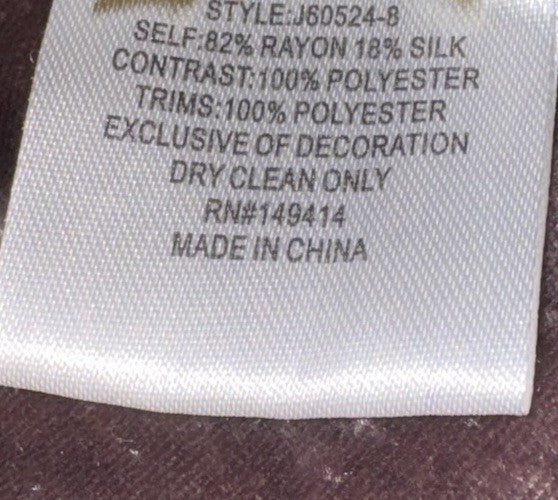 STYLE:J60524-8
SELF:82% RAYON 18% SILK
CONTRAST:100% POLYESTER
TRIMS:100% POLYESTER
EXCLUSIVE OF DECORATION
DRY CLEAN ONLY
RN#149414
MADE IN CHINA